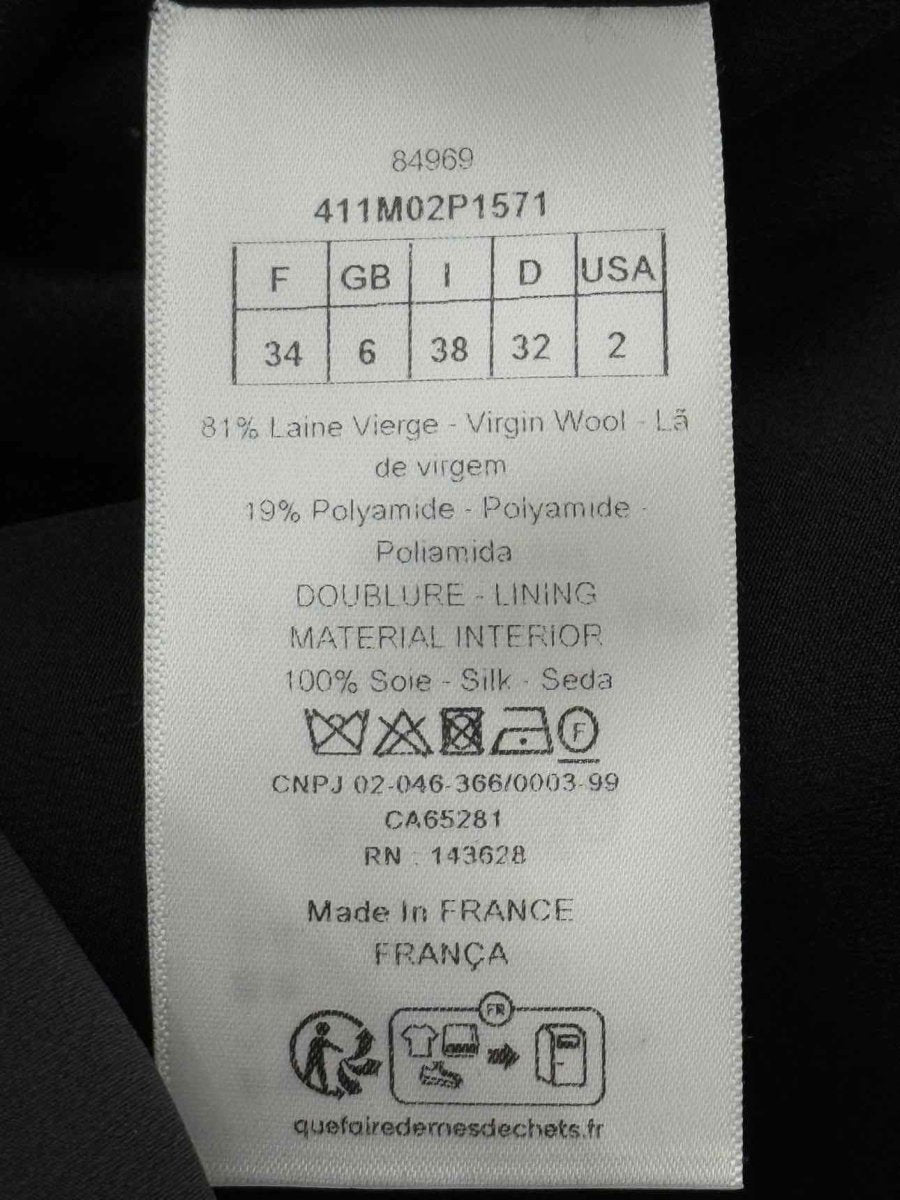 84969
411M02P1571
F GB I D USA
34 6 38 32 2
81% Laine Vierge - Virgin Wool - Lã
de virgem
19% Polyamide - Polyamide -
Poliamida
DOUBLURE - LINING
MATERIAL INTERIOR
100% Soie - Silk - Seda
F
CNPJ 02-046-366/0003-99
CA65281
RN : 143628
Made In FRANCE
FRANÇA
FR
quefairedemesdechets.fr